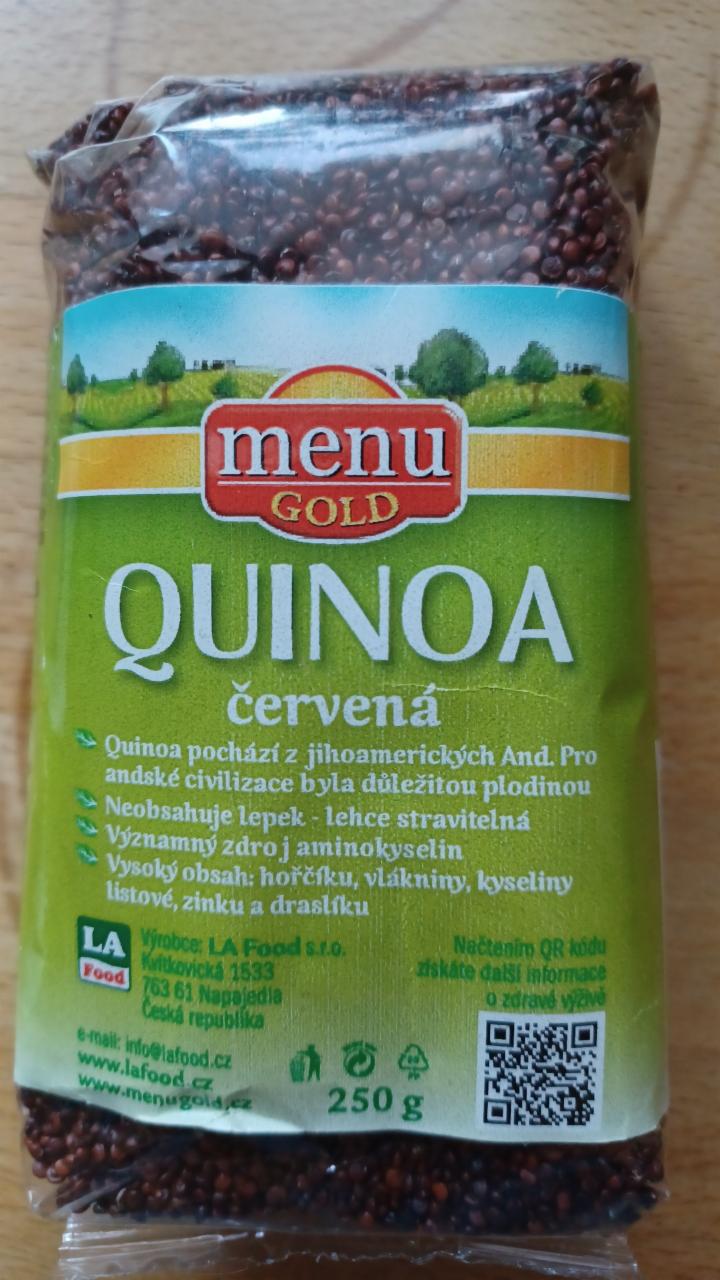 menu
GOLD
QUINOA
červená
Quinoa pochází z jihoamerických And. Pro
andské civilizace byla důležitou plodinou
Neobsahuje lepek - lehce stravitelná
Významný zdroj aminokyselin
Vysoký obsah: hořčíku, vlákniny, kyseliny
listové, zinku a draslíku
LA
Food
Výrobce: LA Food s.r.o.
Kvítkovická 1533
763 61 Napajedla
Česká republika
e-mail: info@lafood.cz
www.lafood.cz
www.menugold.cz
Načtením QR kódu
získáte další informace
o zdravé výživě
250 g